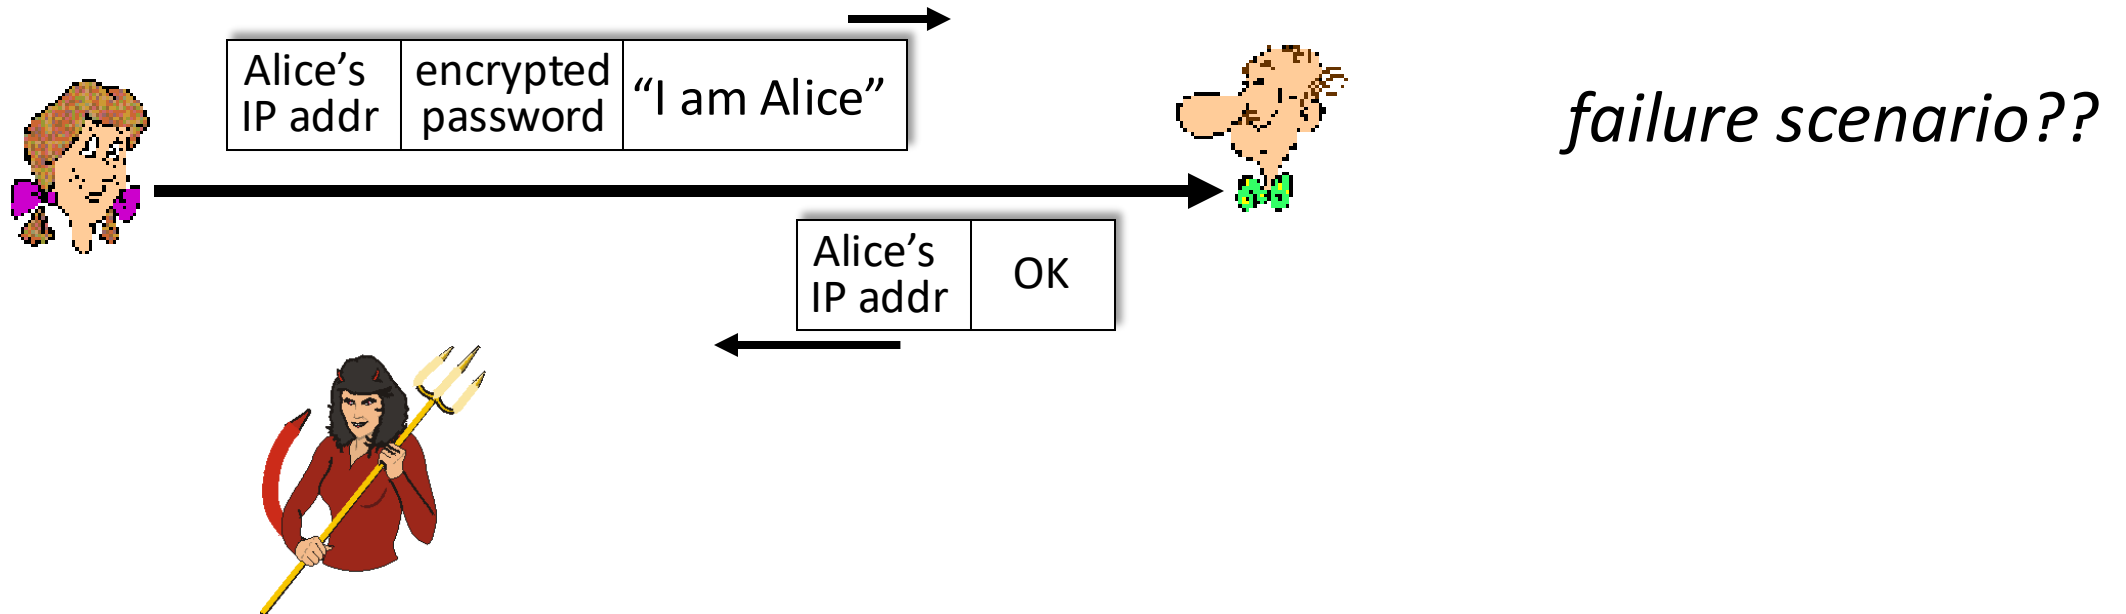 Alice’s
IP addr
encrypted
password
“I am Alice”
failure scenario??
Alice’s
IP addr
OK